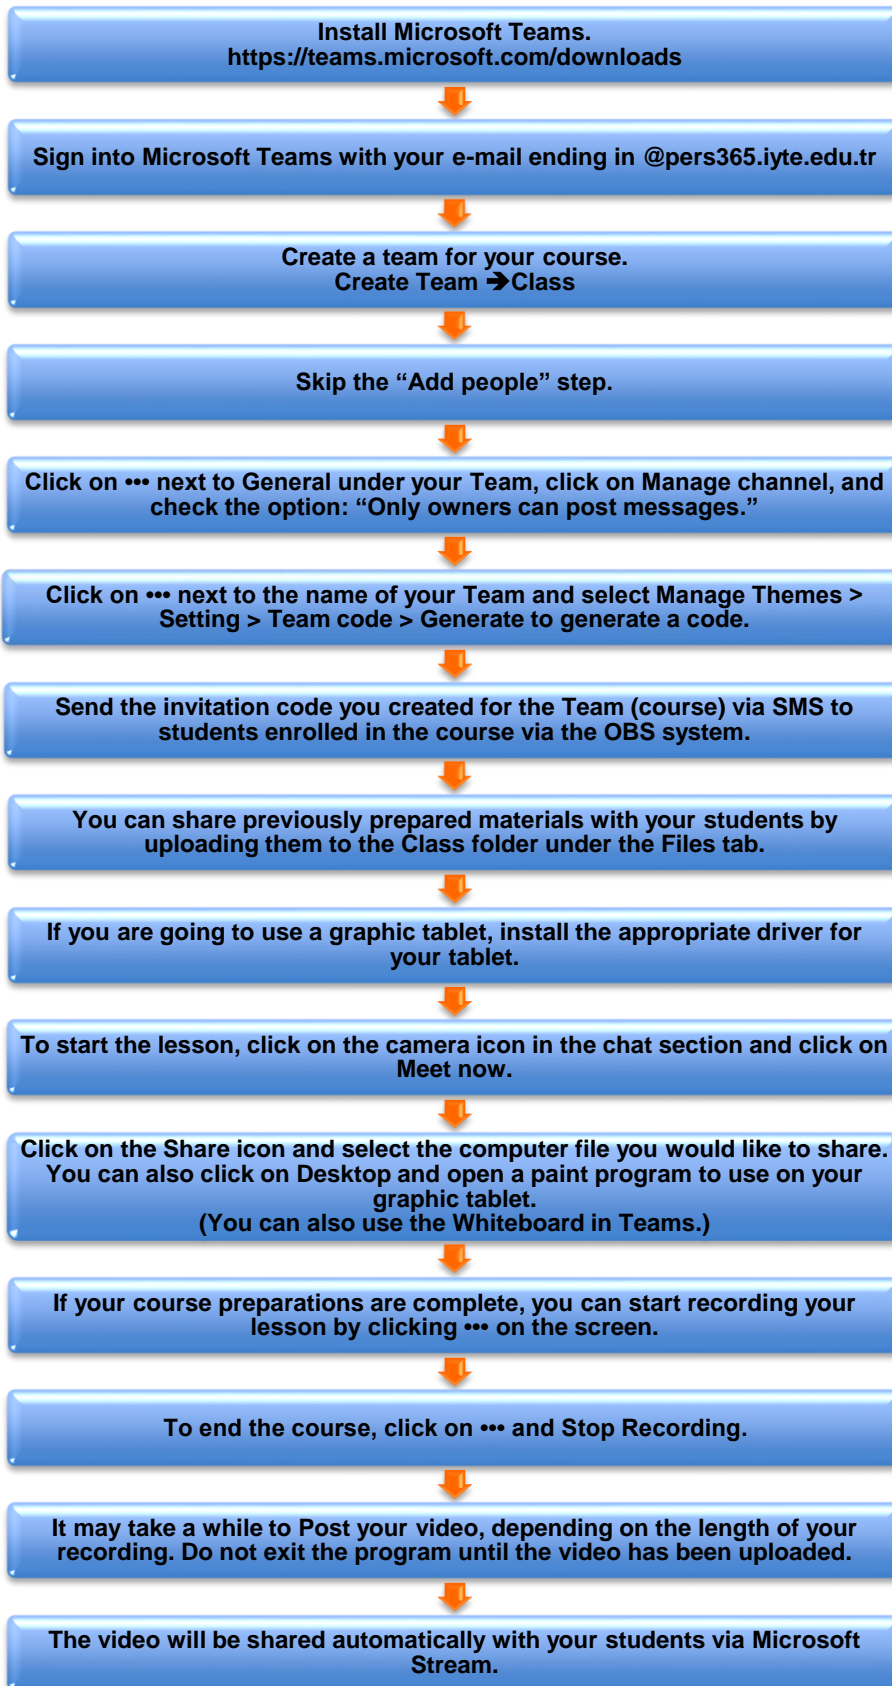 Install Microsoft Teams.
https://teams.microsoft.com/downloads
Sign into Microsoft Teams with your e-mail ending in @pers365.iyte.edu.tr
Create a team for your course.
Create Team ➔Class
Skip the “Add people” step.
Click on ••• next to General under your Team, click on Manage channel, and
check the option: “Only owners can post messages.”
Click on ••• next to the name of your Team and select Manage Themes >
Setting > Team code > Generate to generate a code.
Send the invitation code you created for the Team (course) via SMS to
students enrolled in the course via the OBS system.
You can share previously prepared materials with your students by
uploading them to the Class folder under the Files tab.
If you are going to use a graphic tablet, install the appropriate driver for
your tablet.
To start the lesson, click on the camera icon in the chat section and click on
Meet now.
Click on the Share icon and select the computer file you would like to share.
You can also click on Desktop and open a paint program to use on your
graphic tablet.
(You can also use the Whiteboard in Teams.)
If your course preparations are complete, you can start recording your
lesson by clicking ••• on the screen.
To end the course, click on ••• and Stop Recording.
It may take a while to Post your video, depending on the length of your
recording. Do not exit the program until the video has been uploaded.
The video will be shared automatically with your students via Microsoft
Stream.